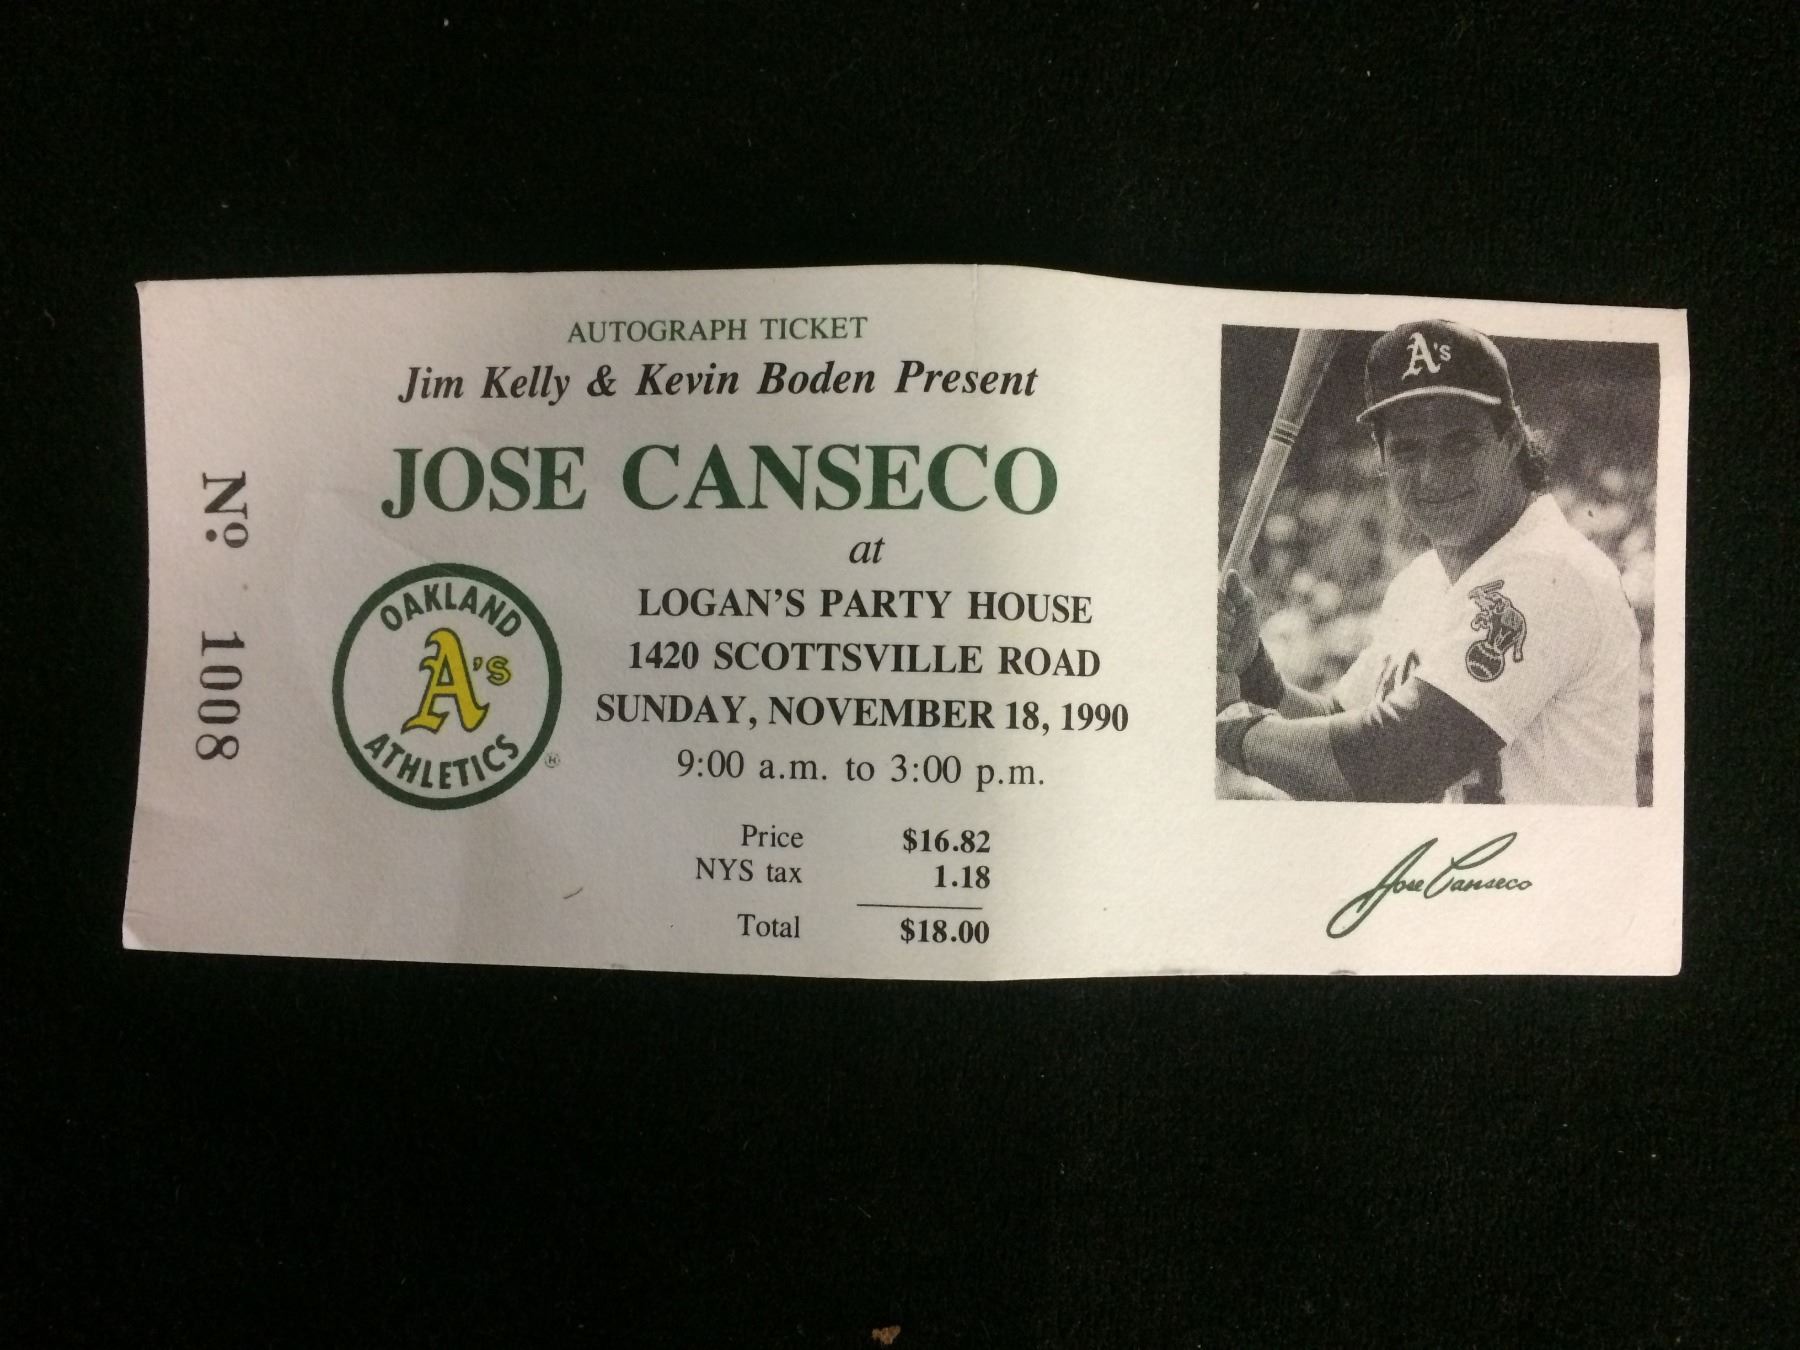 AUTOGRAPH TICKET
Jim Kelly & Kevin Boden Present
JOSE CANSECO
at
LOGAN'S PARTY HOUSE
1420 SCOTTSVILLE ROAD
SUNDAY, NOVEMBER 18, 1990
9:00 a.m. to 3:00 p.m.
Price $16.82
NYS tax 1.18
Total $18.00
No. 1008
OAKLAND
A's
ATHLETICS
®
A's
Jose Canseco